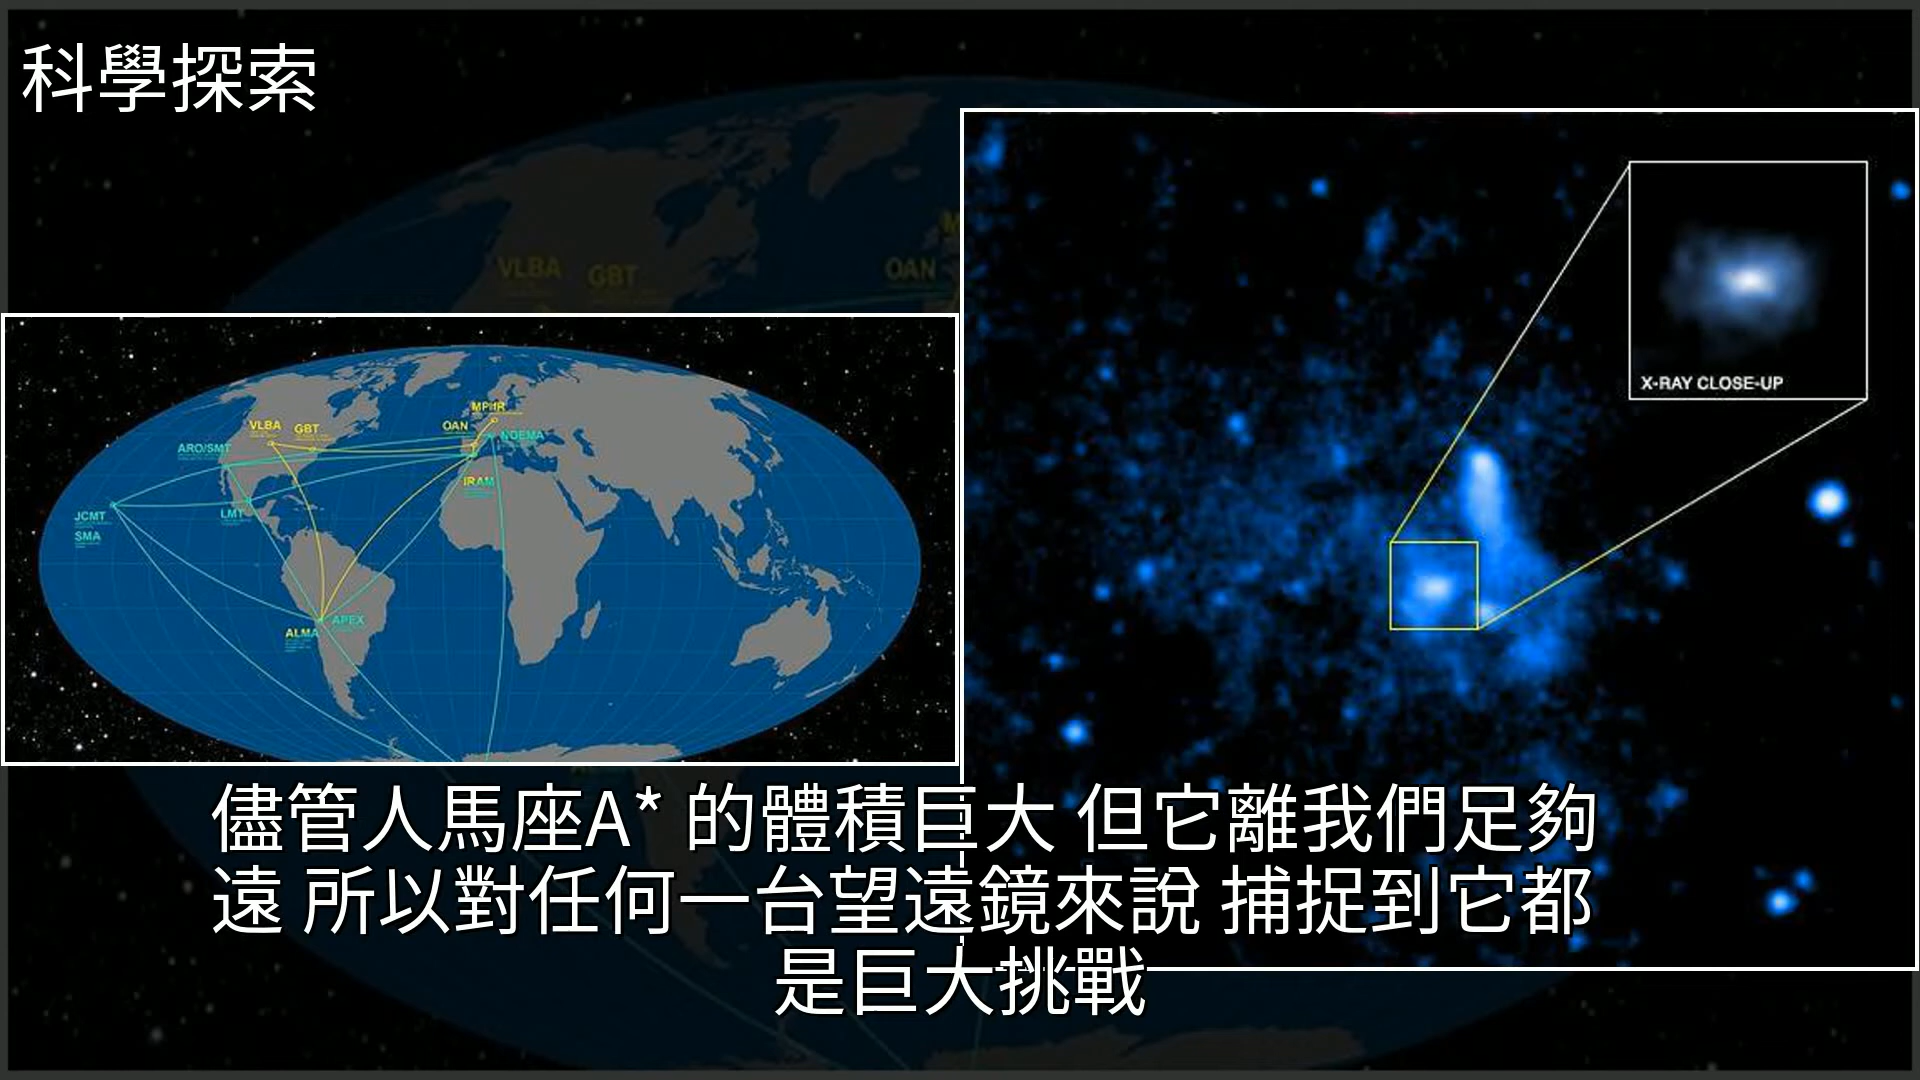 科學探索
VLBA
GBT
OAN
MPIfR
VLBA
GBT
OAN
NOEMA
ARO/SMT
IRAM
JCMT
LMT
SMA
APEX
ALMA
X-RAY CLOSE-UP
儘管人馬座A* 的體積巨大 但它離我們足夠
遠 所以對任何一台望遠鏡來說 捕捉到它都
是巨大挑戰